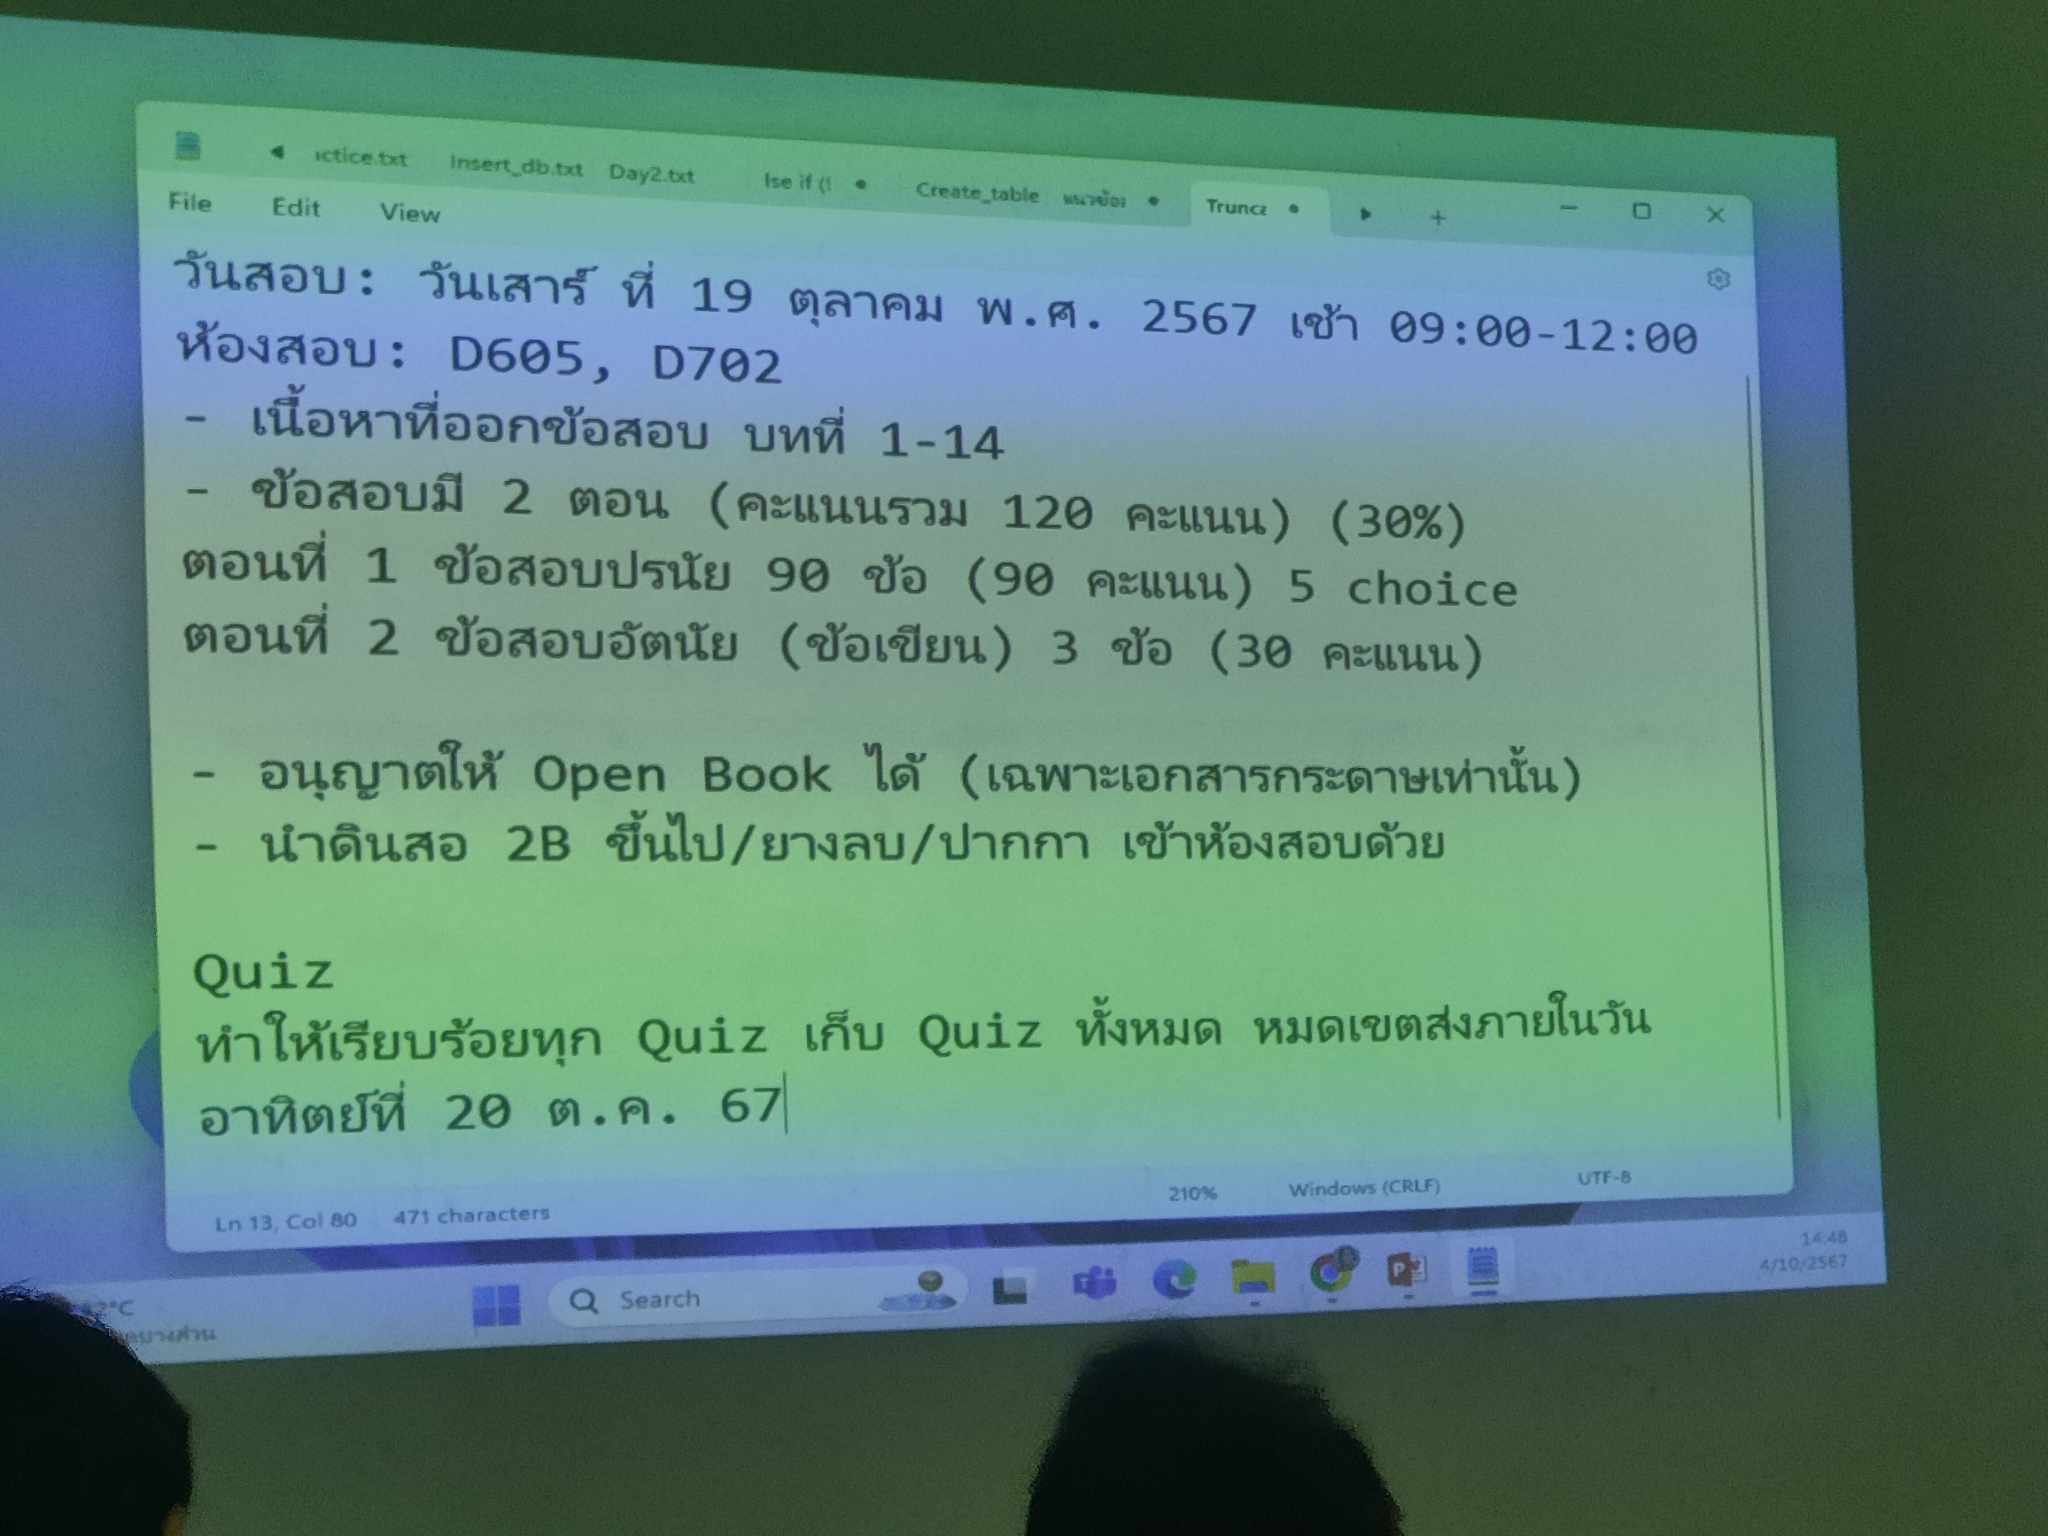 ctice.txt Insert_db.txt Day2.txt lse if (! Create_table แนวข้อ Trunca
File Edit View
วันสอบ: วันเสาร์ ที่ 19 ตุลาคม พ.ศ. 2567 เช้า 09:00-12:00
ห้องสอบ: D605, D702
- เนื้อหาที่ออกข้อสอบ บทที่ 1-14
- ข้อสอบมี 2 ตอน (คะแนนรวม 120 คะแนน) (30%)
ตอนที่ 1 ข้อสอบปรนัย 90 ข้อ (90 คะแนน) 5 choice
ตอนที่ 2 ข้อสอบอัตนัย (ข้อเขียน) 3 ข้อ (30 คะแนน)
- อนุญาตให้ Open Book ได้ (เฉพาะเอกสารกระดาษเท่านั้น)
- นำดินสอ 2B ขึ้นไป/ยางลบ/ปากกา เข้าห้องสอบด้วย
Quiz
ทำให้เรียบร้อยทุก Quiz เก็บ Quiz ทั้งหมด หมดเขตส่งภายในวัน
อาทิตย์ที่ 20 ต.ค. 67
Ln 13, Col 80 471 characters 210% Windows (CRLF) UTF-8
Search
14:48
4/10/2567